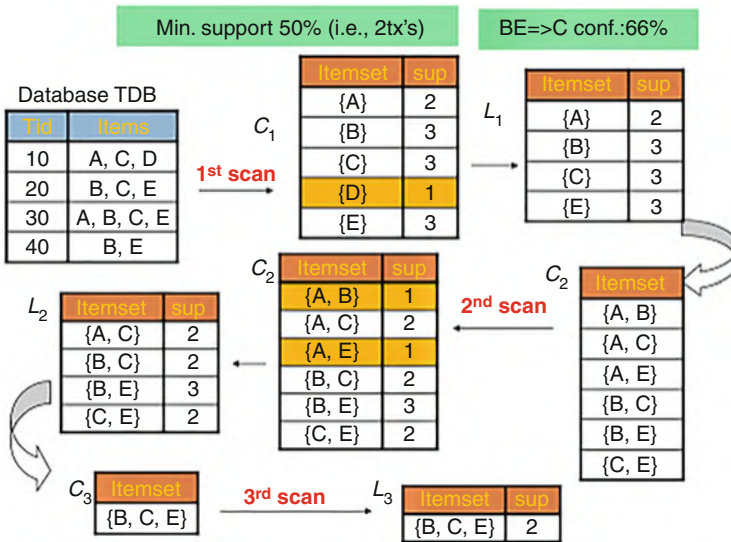 Min. support 50% (i.e., 2tx's)
BE=>C conf.:66%
Database TDB
Tid Items
10 A, C, D
20 B, C, E
30 A, B, C, E
40 B, E
1st scan
C1
Itemset sup
{A} 2
{B} 3
{C} 3
{D} 1
{E} 3
L1
Itemset sup
{A} 2
{B} 3
{C} 3
{E} 3
C2
Itemset
{A, B}
{A, C}
{A, E}
{B, C}
{B, E}
{C, E}
2nd scan
C2
Itemset sup
{A, B} 1
{A, C} 2
{A, E} 1
{B, C} 2
{B, E} 3
{C, E} 2
L2
Itemset sup
{A, C} 2
{B, C} 2
{B, E} 3
{C, E} 2
C3
Itemset
{B, C, E}
3rd scan
L3
Itemset sup
{B, C, E} 2